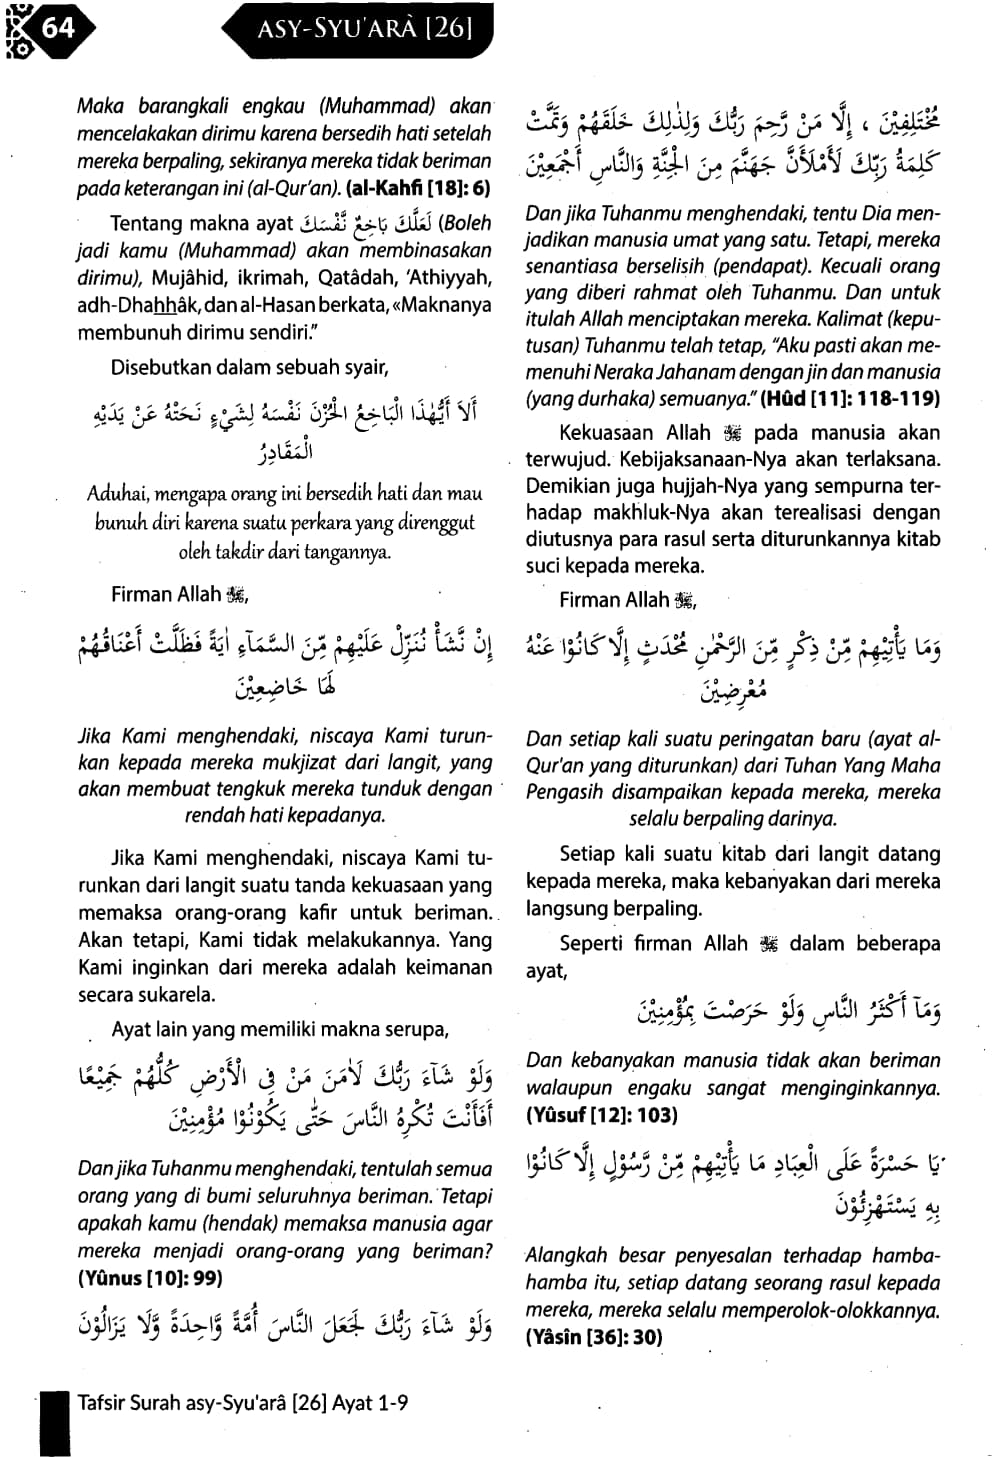 64
ASY-SYU'ARÂ [26]
Maka barangkali engkau (Muhammad) akan
mencelakakan dirimu karena bersedih hati setelah
mereka berpaling, sekiranya mereka tidak beriman
pada keterangan ini (al-Qur'an). (al-Kahfi [18]: 6)
Tentang makna ayat لَعَلَّكَ بَاخِعٌ نَّفْسَكَ (Boleh
jadi kamu (Muhammad) akan membinasakan
dirimu), Mujâhid, ikrimah, Qatâdah, ‘Athiyyah,
adh-Dhahhâk, dan al-Hasan berkata, «Maknanya
membunuh dirimu sendiri.”
Disebutkan dalam sebuah syair,
أَلَا أَيُّهٰذَا الْبَاخِعُ الْحُزْنَ نَفْسَهُ لِشَيْءٍ نَحَتْهُ عَنْ يَدَيْهِ
الْمَقَادِرُ
Aduhai, mengapa orang ini bersedih hati dan mau
bunuh diri karena suatu perkara yang direnggut
oleh takdir dari tangannya.
Firman Allah ﷻ,
إِنْ نَّشَأْ نُنَزِّلْ عَلَيْهِمْ مِّنَ السَّمَآءِ اٰيَةً فَظَلَّتْ أَعْنَاقُهُمْ
لَهَا خَاضِعِيْنَ
Jika Kami menghendaki, niscaya Kami turun-
kan kepada mereka mukjizat dari langit, yang
akan membuat tengkuk mereka tunduk dengan
rendah hati kepadanya.
Jika Kami menghendaki, niscaya Kami tu-
runkan dari langit suatu tanda kekuasaan yang
memaksa orang-orang kafir untuk beriman.
Akan tetapi, Kami tidak melakukannya. Yang
Kami inginkan dari mereka adalah keimanan
secara sukarela.
Ayat lain yang memiliki makna serupa,
وَلَوْ شَآءَ رَبُّكَ لَاٰمَنَ مَنْ فِى الْأَرْضِ كُلُّهُمْ جَمِيْعًا
أَفَأَنْتَ تُكْرِهُ النَّاسَ حَتّٰى يَكُوْنُوْا مُؤْمِنِيْنَ
Dan jika Tuhanmu menghendaki, tentulah semua
orang yang di bumi seluruhnya beriman. Tetapi
apakah kamu (hendak) memaksa manusia agar
mereka menjadi orang-orang yang beriman?
(Yûnus [10]: 99)
وَلَوْ شَآءَ رَبُّكَ لَجَعَلَ النَّاسَ أُمَّةً وَّاحِدَةً وَّلَا يَزَالُوْنَ
مُخْتَلِفِيْنَ ، إِلَّا مَنْ رَّحِمَ رَبُّكَ وَلِذٰلِكَ خَلَقَهُمْ وَتَمَّتْ
كَلِمَةُ رَبِّكَ لَأَمْلَأَنَّ جَهَنَّمَ مِنَ الْجِنَّةِ وَالنَّاسِ أَجْمَعِيْنَ
Dan jika Tuhanmu menghendaki, tentu Dia men-
jadikan manusia umat yang satu. Tetapi, mereka
senantiasa berselisih (pendapat). Kecuali orang
yang diberi rahmat oleh Tuhanmu. Dan untuk
itulah Allah menciptakan mereka. Kalimat (kepu-
tusan) Tuhanmu telah tetap, “Aku pasti akan me-
menuhi Neraka Jahanam dengan jin dan manusia
(yang durhaka) semuanya.” (Hûd [11]: 118-119)
Kekuasaan Allah ﷻ pada manusia akan
terwujud. Kebijaksanaan-Nya akan terlaksana.
Demikian juga hujjah-Nya yang sempurna ter-
hadap makhluk-Nya akan terealisasi dengan
diutusnya para rasul serta diturunkannya kitab
suci kepada mereka.
Firman Allah ﷻ,
وَمَا يَأْتِيْهِمْ مِّنْ ذِكْرٍ مِّنَ الرَّحْمٰنِ مُحْدَثٍ إِلَّا كَانُوْا عَنْهُ
مُعْرِضِيْنَ
Dan setiap kali suatu peringatan baru (ayat al-
Qur'an yang diturunkan) dari Tuhan Yang Maha
Pengasih disampaikan kepada mereka, mereka
selalu berpaling darinya.
Setiap kali suatu kitab dari langit datang
kepada mereka, maka kebanyakan dari mereka
langsung berpaling.
Seperti firman Allah ﷻ dalam beberapa
ayat,
وَمَآ أَكْثَرُ النَّاسِ وَلَوْ حَرَصْتَ بِمُؤْمِنِيْنَ
Dan kebanyakan manusia tidak akan beriman
walaupun engaku sangat menginginkannya.
(Yûsuf [12]: 103)
يَا حَسْرَةً عَلَى الْعِبَادِ مَا يَأْتِيْهِمْ مِّنْ رَّسُوْلٍ إِلَّا كَانُوْا
بِهِ يَسْتَهْزِئُوْنَ
Alangkah besar penyesalan terhadap hamba-
hamba itu, setiap datang seorang rasul kepada
mereka, mereka selalu memperolok-olokkannya.
(Yâsîn [36]: 30)
Tafsir Surah asy-Syu'arâ [26] Ayat 1-9